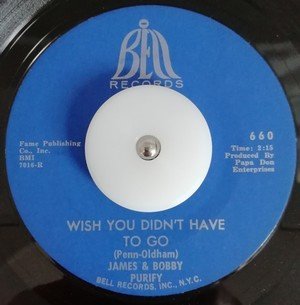 BELL
RECORDS
Fame Publishing
Co., Inc.
BMI
7016-R
660
Time: 2:15
Produced By
Papa Don
Enterprises
WISH YOU DIDN'T HAVE
TO GO
(Penn-Oldham)
JAMES & BOBBY
PURIFY
BELL RECORDS, INC., N.Y.C.